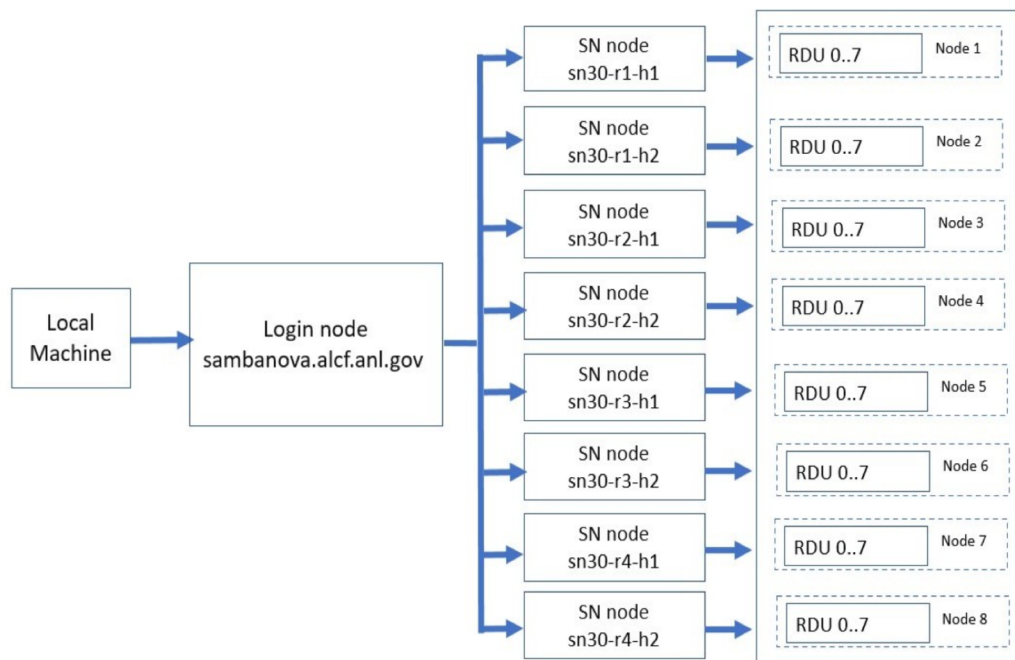 Local
Machine
Login node
sambanova.alcf.anl.gov
SN node
sn30-r1-h1
RDU 0..7
Node 1
SN node
sn30-r1-h2
RDU 0..7
Node 2
SN node
sn30-r2-h1
RDU 0..7
Node 3
SN node
sn30-r2-h2
RDU 0..7
Node 4
SN node
sn30-r3-h1
RDU 0..7
Node 5
SN node
sn30-r3-h2
RDU 0..7
Node 6
SN node
sn30-r4-h1
RDU 0..7
Node 7
SN node
sn30-r4-h2
RDU 0..7
Node 8